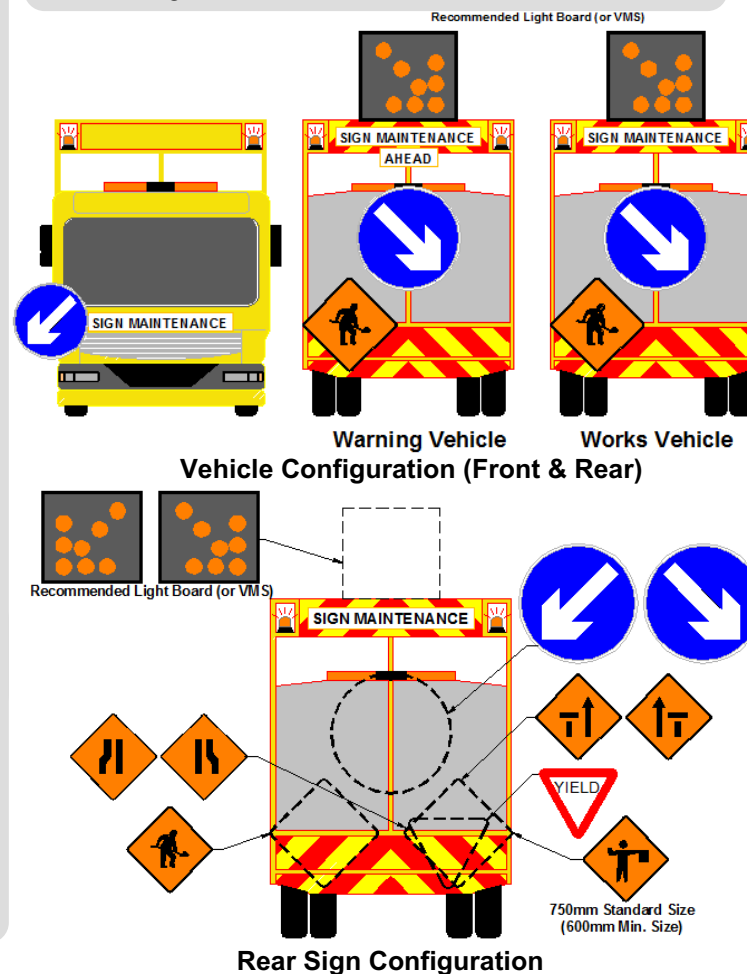 Recommended Light Board (or VMS)
SIGN MAINTENANCE
AHEAD
SIGN MAINTENANCE
SIGN MAINTENANCE
Warning Vehicle
Works Vehicle
Vehicle Configuration (Front & Rear)
Recommended Light Board (or VMS)
SIGN MAINTENANCE
YIELD
750mm Standard Size
(600mm Min. Size)
Rear Sign Configuration